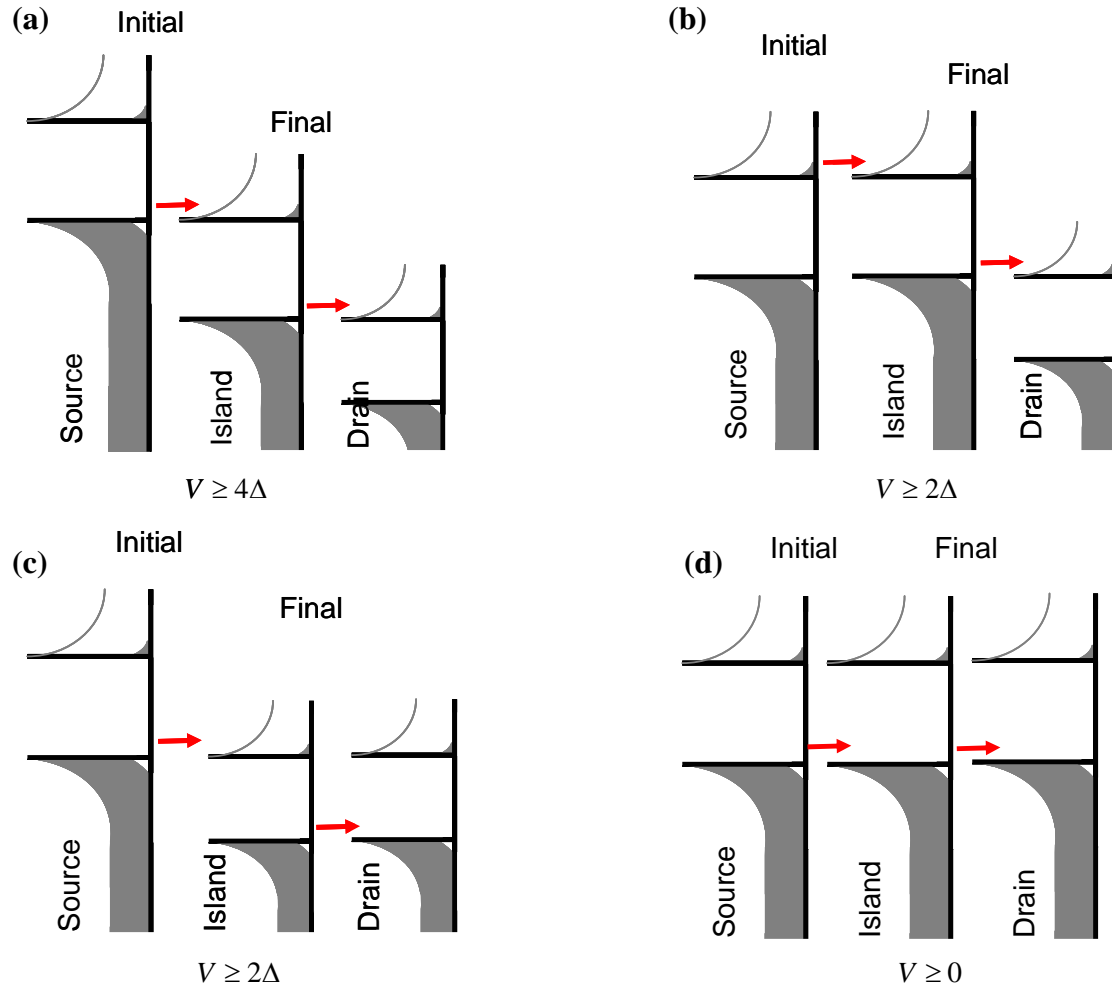 (a)
Initial
Final
Source
Island
Drain
V ≥ 4Δ
(b)
Initial
Final
Source
Island
Drain
V ≥ 2Δ
(c)
Initial
Final
Source
Island
Drain
V ≥ 2Δ
(d)
Initial
Final
Source
Island
Drain
V ≥ 0